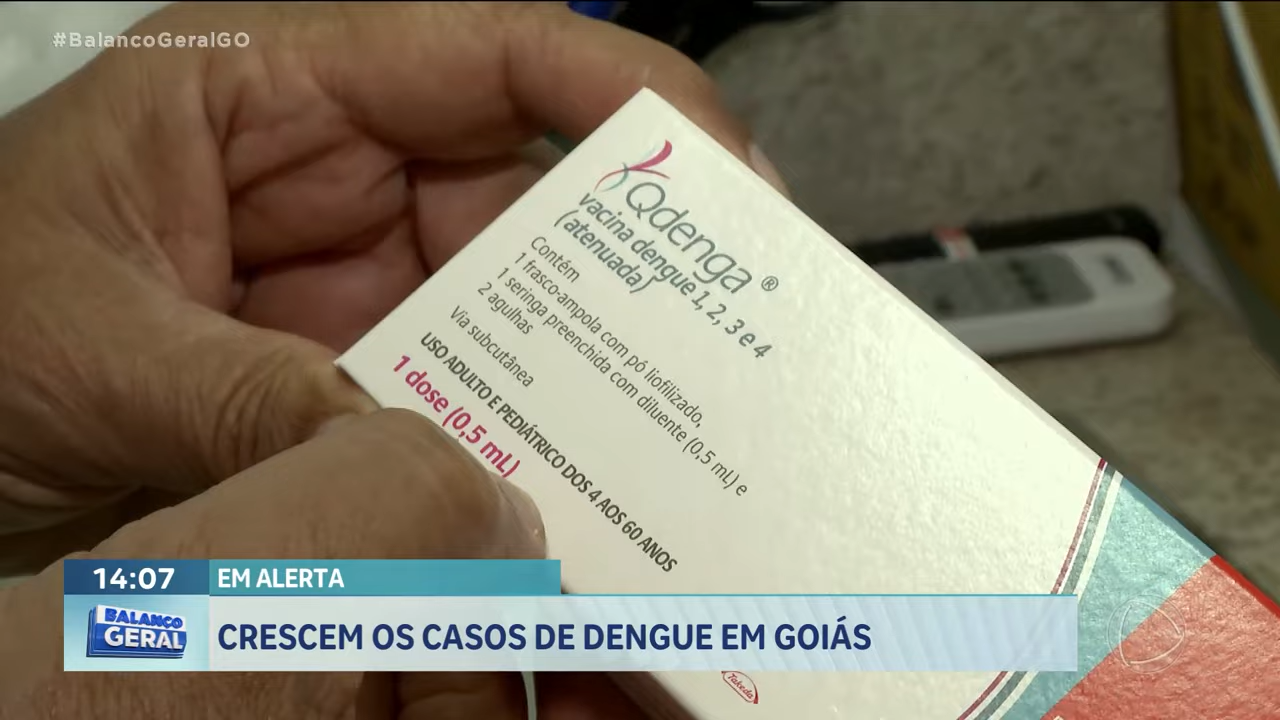 #BalancoGeralGO
Qdenga®
vacina dengue 1, 2, 3 e 4
(atenuada)
Contém
1 frasco-ampola com pó liofilizado,
1 seringa preenchida com diluente (0,5 mL) e
2 agulhas
Via subcutânea
USO ADULTO E PEDIÁTRICO DOS 4 AOS 60 ANOS
1 dose (0,5 mL)
Takeda
14:07
EM ALERTA
BALANÇO
GERAL
CRESCEM OS CASOS DE DENGUE EM GOIÁS